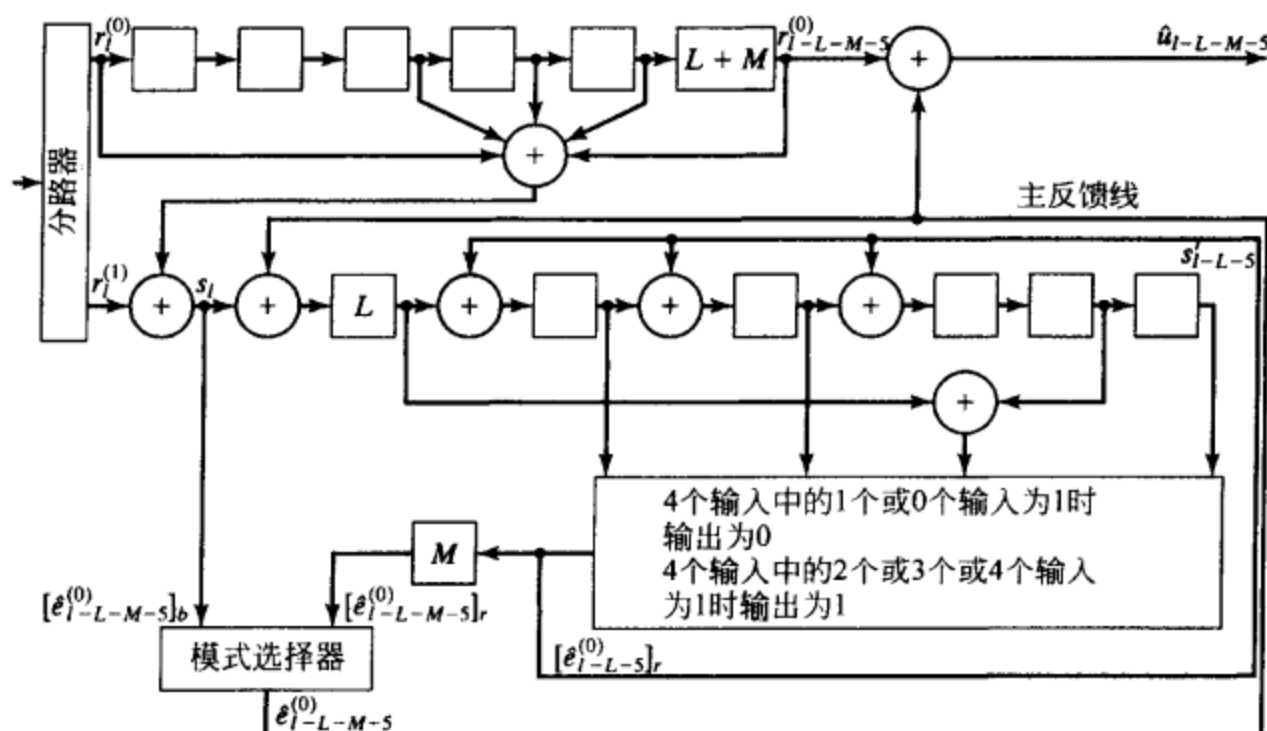 r_l^{(0)}
L + M
r_{l-L-M-5}^{(0)}
+
û_{l-L-M-5}
+
分路器
主反馈线
r_l^{(1)}
+
s_l
+
L
+
+
+
s'_{l-L-5}
+
4个输入中的1个或0个输入为1时
输出为0
4个输入中的2个或3个或4个输入
为1时输出为1
M
[ê_{l-L-M-5}^{(0)}]_b
[ê_{l-L-M-5}^{(0)}]_r
模式选择器
[ê_{l-L-5}^{(0)}]_r
ê_{l-L-M-5}^{(0)}